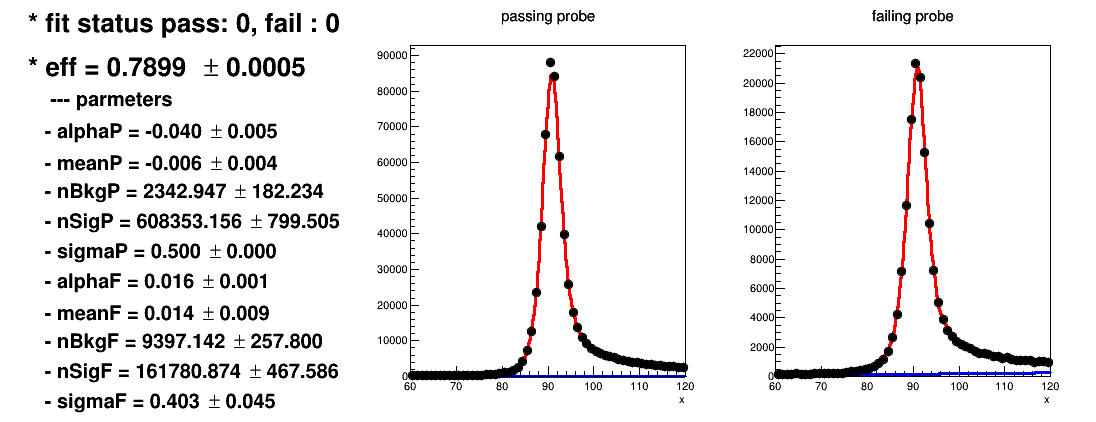 * fit status pass: 0, fail : 0
* eff = 0.7899 ± 0.0005
--- parmeters
- alphaP = -0.040 ± 0.005
- meanP = -0.006 ± 0.004
- nBkgP = 2342.947 ± 182.234
- nSigP = 608353.156 ± 799.505
- sigmaP = 0.500 ± 0.000
- alphaF = 0.016 ± 0.001
- meanF = 0.014 ± 0.009
- nBkgF = 9397.142 ± 257.800
- nSigF = 161780.874 ± 467.586
- sigmaF = 0.403 ± 0.045
passing probe
90000
80000
70000
60000
50000
40000
30000
20000
10000
0
60 70 80 90 100 110 120
x
failing probe
22000
20000
18000
16000
14000
12000
10000
8000
6000
4000
2000
0
60 70 80 90 100 110 120
x